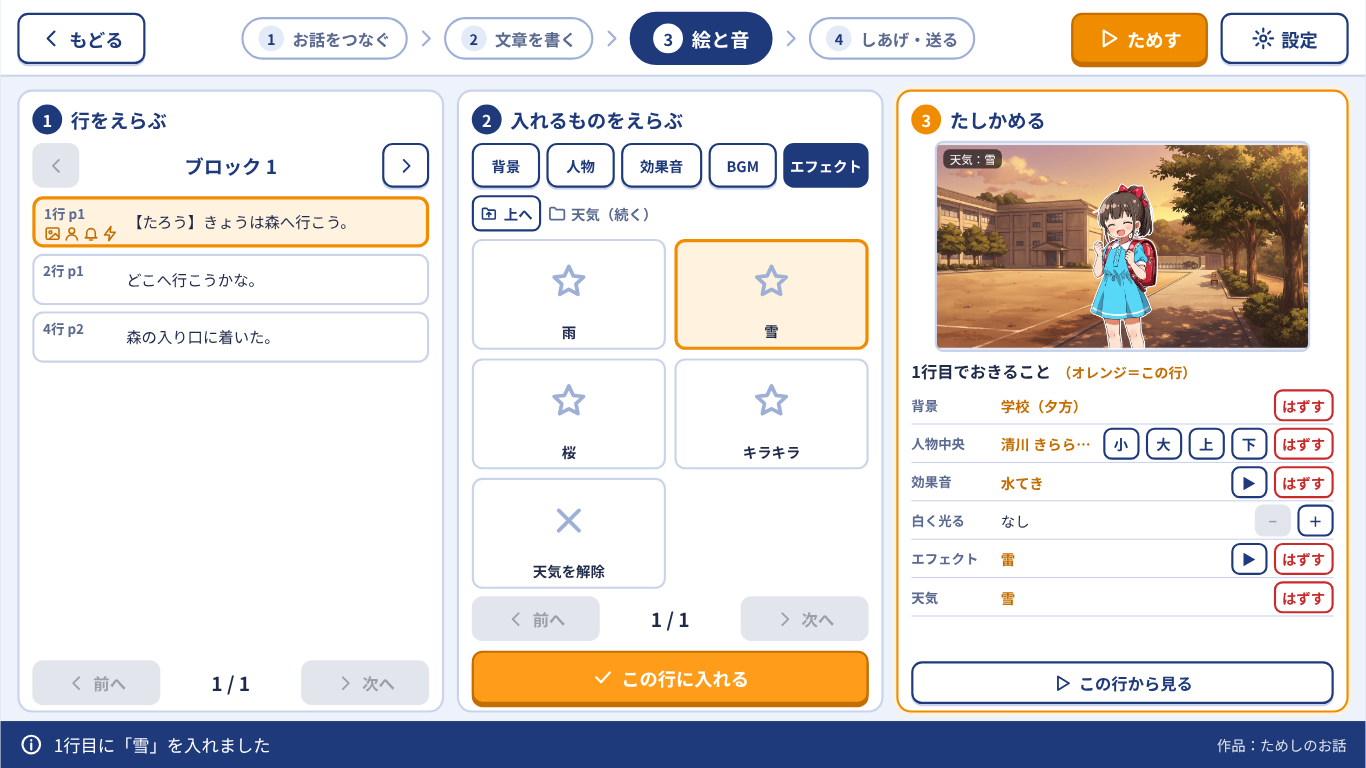 もどる
1 お話をつなぐ
2 文章を書く
3 絵と音
4 しあげ・送る
ためす
設定
1 行をえらぶ
ブロック 1
1行 p1
【たろう】きょうは森へ行こう。
2行 p1
どこへ行こうかな。
4行 p2
森の入り口に着いた。
前へ
1 / 1
次へ
2 入れるものをえらぶ
背景
人物
効果音
BGM
エフェクト
上へ
天気（続く）
雨
雪
桜
キラキラ
天気を解除
前へ
1 / 1
次へ
この行に入れる
3 たしかめる
天気：雪
1行目でおきること （オレンジ＝この行）
背景 学校（夕方） はずす
人物中央 清川 きらら… 小 大 上 下 はずす
効果音 水てき はずす
白く光る なし − ＋
エフェクト 雷 はずす
天気 雪 はずす
この行から見る
1行目に「雪」を入れました
作品：ためしのお話